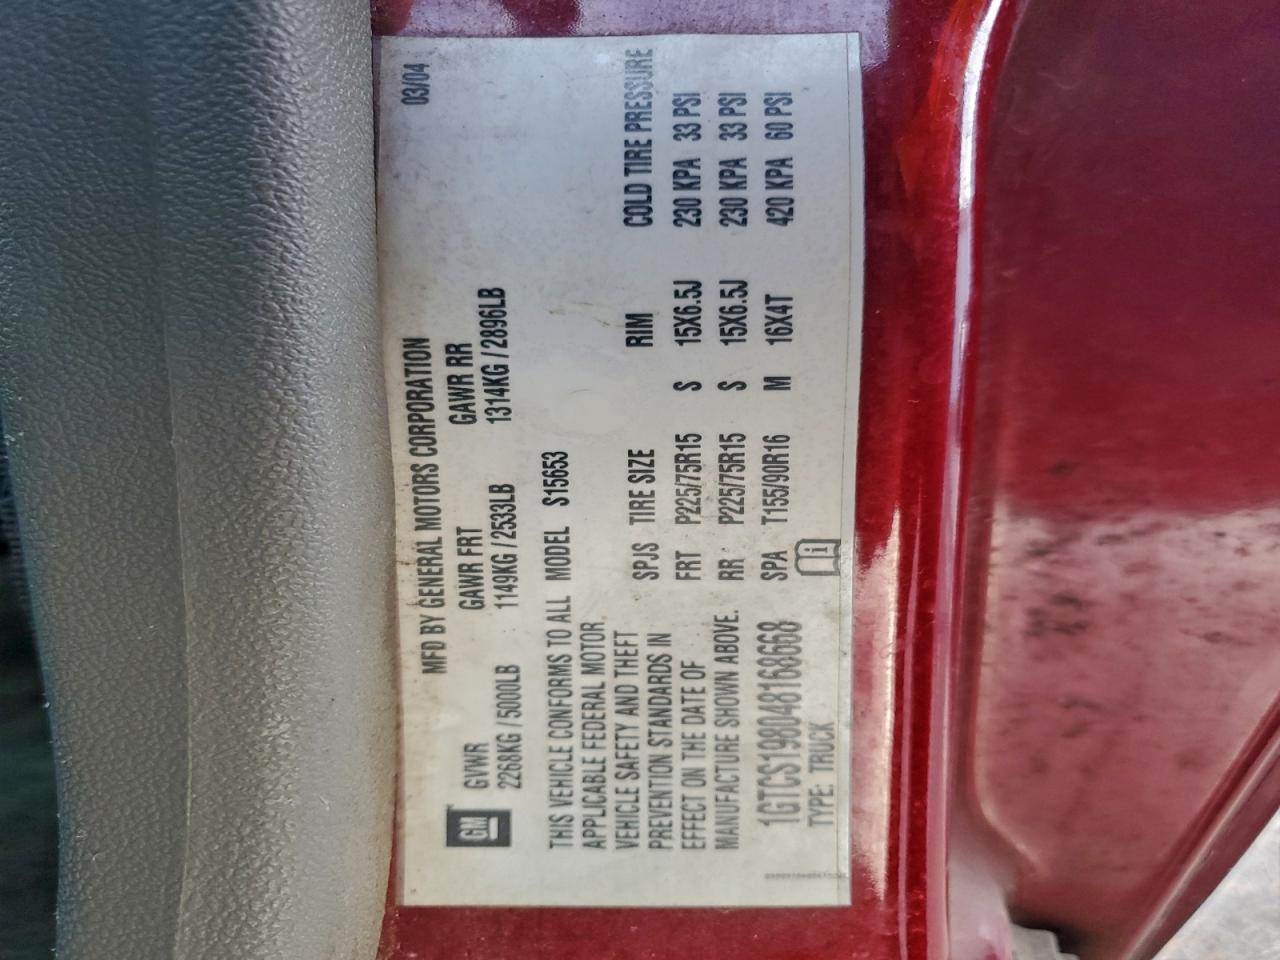 MFD BY GENERAL MOTORS CORPORATION 03/04
GM
GVWR GAWR FRT GAWR RR
2268KG / 5000LB 1149KG / 2533LB 1314KG / 2896LB
THIS VEHICLE CONFORMS TO ALL MODEL S15653
APPLICABLE FEDERAL MOTOR
VEHICLE SAFETY AND THEFT
PREVENTION STANDARDS IN
EFFECT ON THE DATE OF
MANUFACTURE SHOWN ABOVE.
SPJS TIRE SIZE RIM COLD TIRE PRESSURE
FRT P225/75R15 S 15X6.5J 230 KPA 33 PSI
RR P225/75R15 S 15X6.5J 230 KPA 33 PSI
SPA T155/90R16 M 16X4T 420 KPA 60 PSI
1GTCS198048168668
TYPE: TRUCK